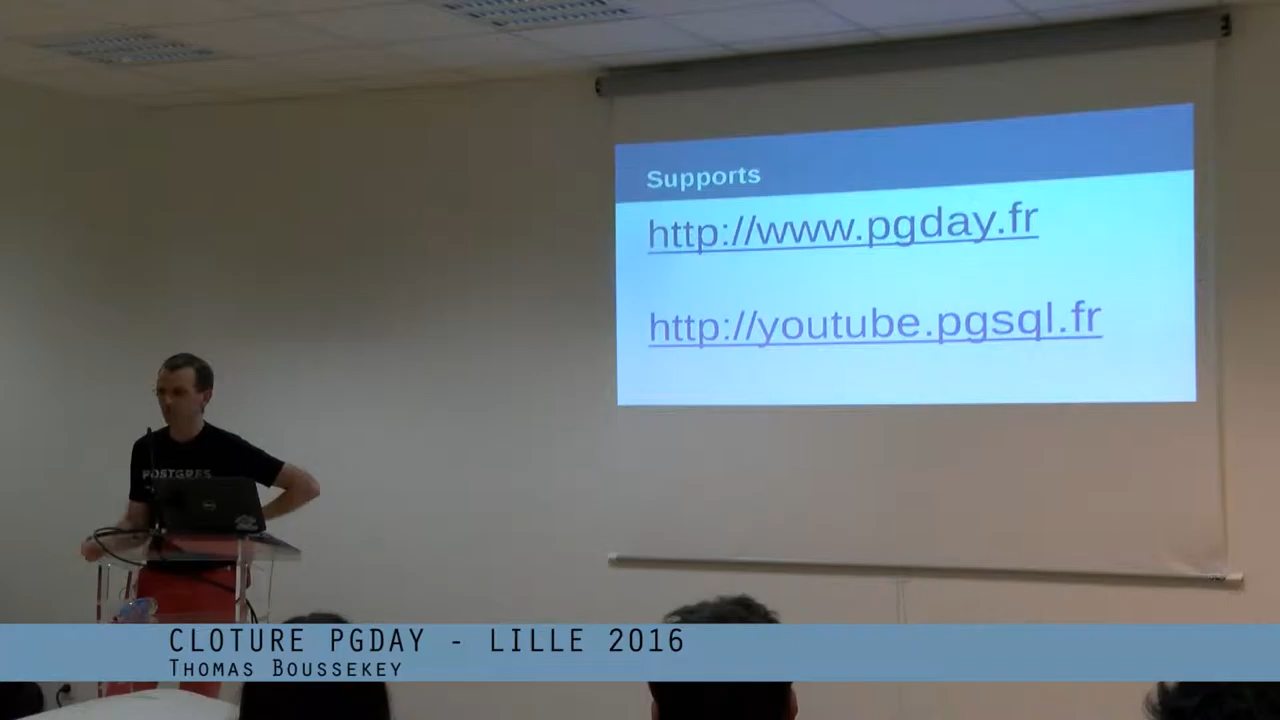 Supports
http://www.pgday.fr
http://youtube.pgsql.fr
POSTGRES
CLOTURE PGDAY - LILLE 2016
THOMAS BOUSSEKEY